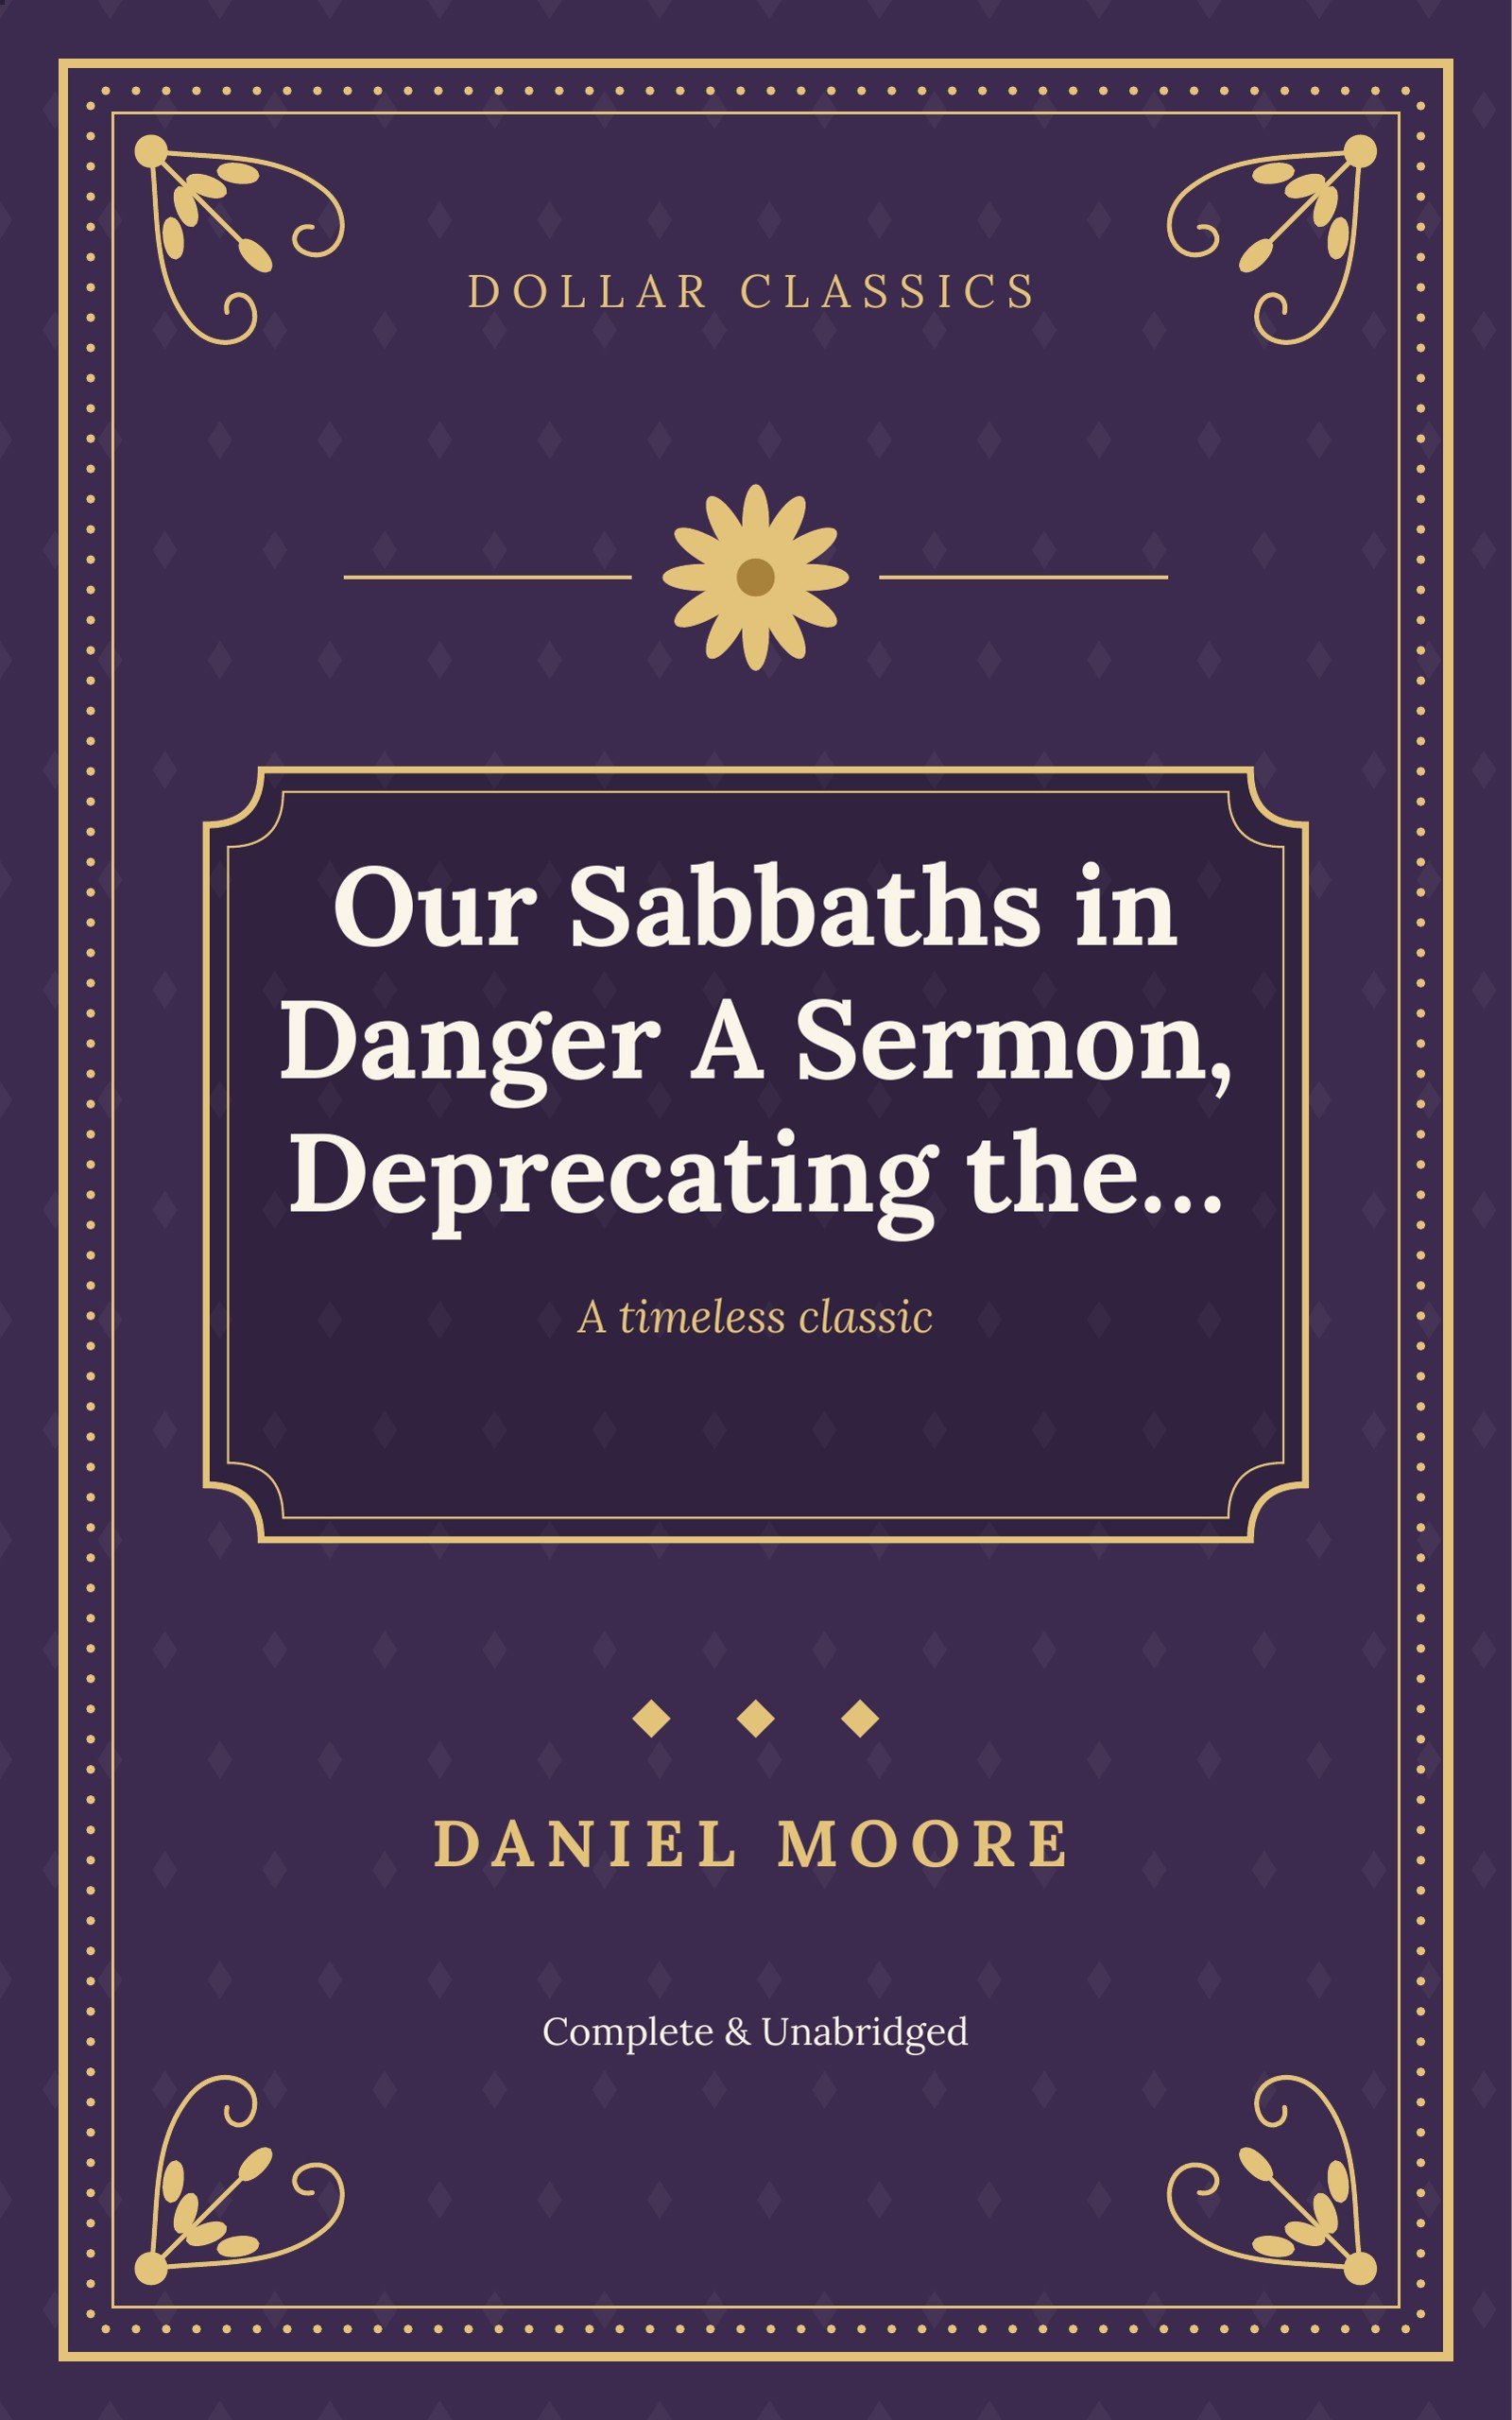 DOLLAR CLASSICS
Our Sabbaths in
Danger A Sermon,
Deprecating the...
A timeless classic
DANIEL MOORE
Complete & Unabridged